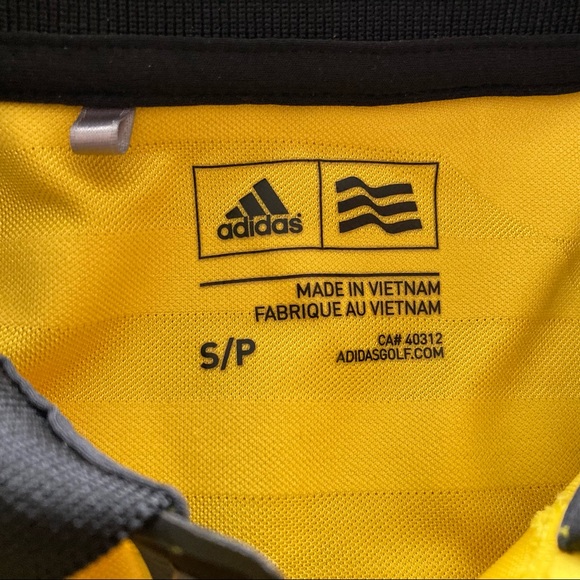 adidas
MADE IN VIETNAM
FABRIQUE AU VIETNAM
S/P
CA# 40312
ADIDASGOLF.COM